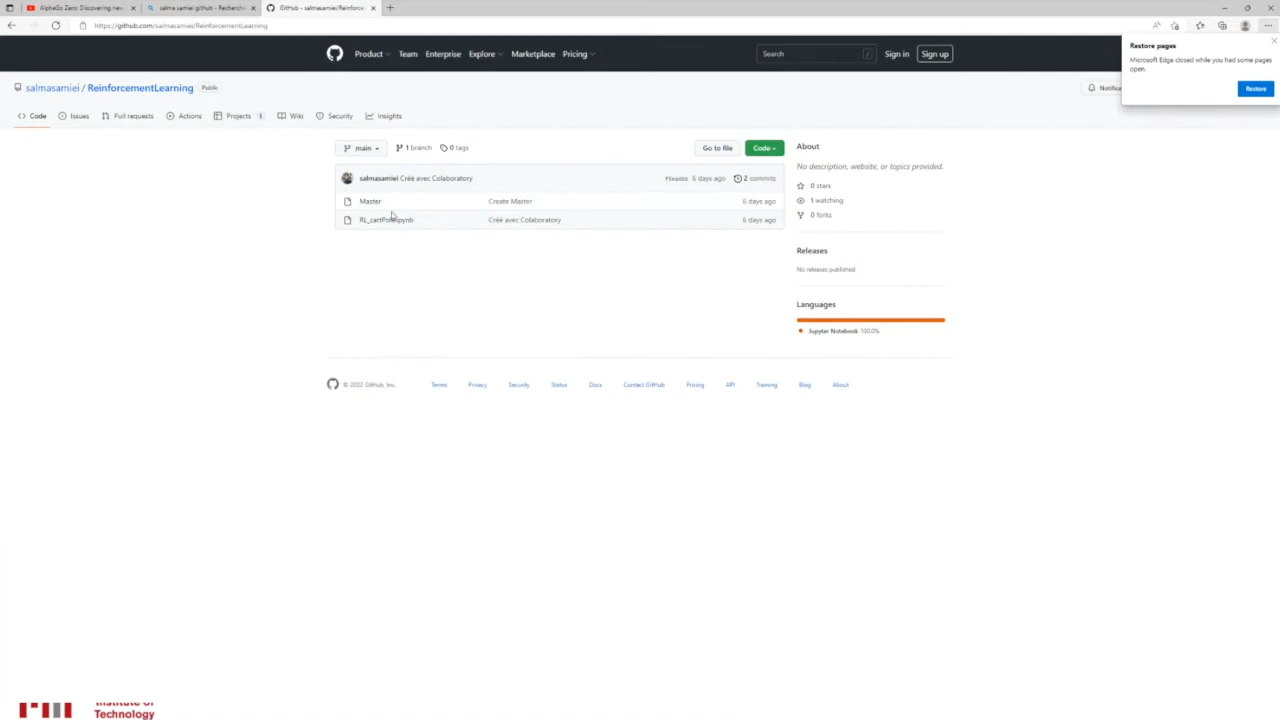 AlphaGo Zero: Discovering new
salma samiei github - Recherche
GitHub - salmasamiei/Reinforce
https://github.com/salmasamiei/ReinforcementLearning
Product Team Enterprise Explore Marketplace Pricing
Search /
Sign in Sign up
Restore pages
Microsoft Edge closed while you had some pages
open.
Restore
salmasamiei / ReinforcementLearning Public
Code Issues Pull requests Actions Projects 1 Wiki Security Insights
main 1 branch 0 tags
Go to file Code
salmasamiei Créé avec Colaboratory
6 days ago 2 commits
Master Create Master 6 days ago
RL_cartPole.ipynb Créé avec Colaboratory 6 days ago
About
No description, website, or topics provided.
0 stars
1 watching
0 forks
Releases
No releases published
Languages
Jupyter Notebook 100.0%
© 2022 GitHub, Inc. Terms Privacy Security Status Docs Contact GitHub Pricing API Training Blog About
Institute of
Technology